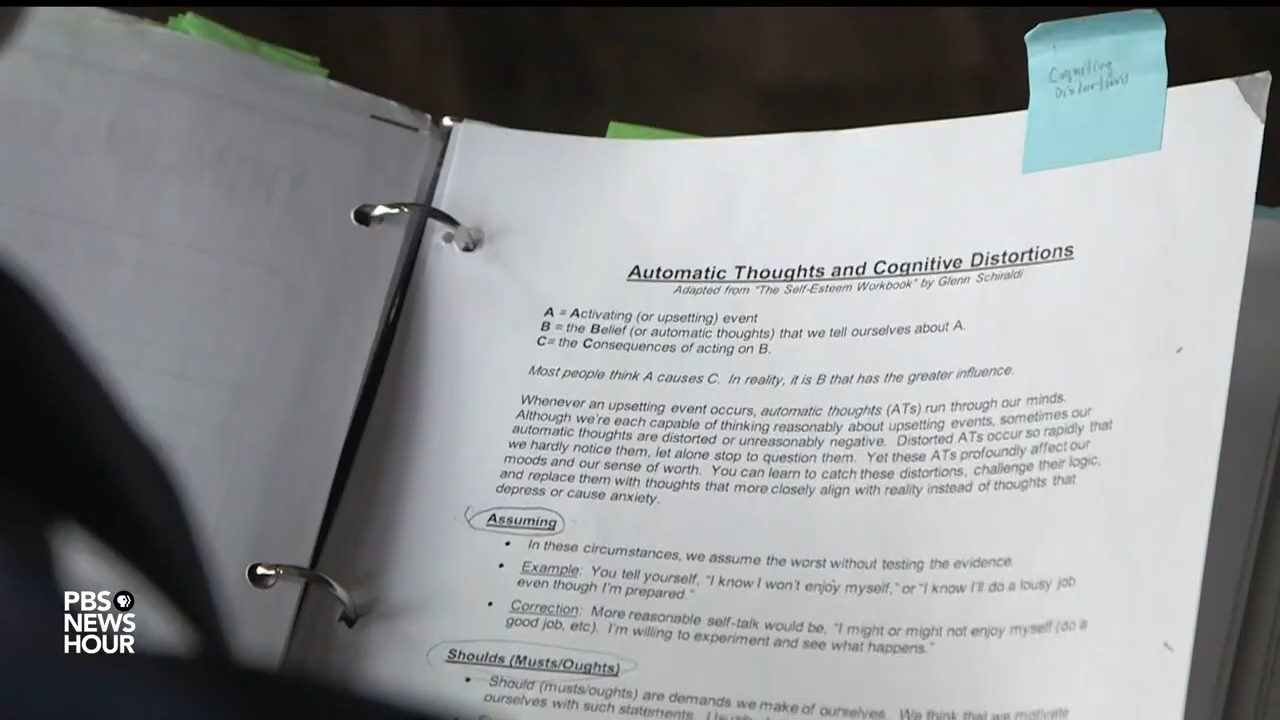 Cognitive
Distortions
Automatic Thoughts and Cognitive Distortions
Adapted from "The Self-Esteem Workbook" by Glenn Schiraldi
A = Activating (or upsetting) event
B = the Belief (or automatic thoughts) that we tell ourselves about A.
C= the Consequences of acting on B.
Most people think A causes C. In reality, it is B that has the greater influence.
Whenever an upsetting event occurs, automatic thoughts (ATs) run through our minds.
Although we're each capable of thinking reasonably about upsetting events, sometimes our
automatic thoughts are distorted or unreasonably negative. Distorted ATs occur so rapidly that
we hardly notice them, let alone stop to question them. Yet these ATs profoundly affect our
moods and our sense of worth. You can learn to catch these distortions, challenge their logic,
and replace them with thoughts that more closely align with reality instead of thoughts that
depress or cause anxiety.
Assuming
• In these circumstances, we assume the worst without testing the evidence
• Example: You tell yourself, "I know I won't enjoy myself," or "I know I'll do a lousy job
even though I'm prepared."
• Correction: More reasonable self-talk would be, "I might or might not enjoy myself (do a
good job, etc). I'm willing to experiment and see what happens."
Shoulds (Musts/Oughts)
• Should (musts/oughts) are demands we make of ourselves. We think that we motivate
ourselves with such statements.
PBS
NEWS
HOUR